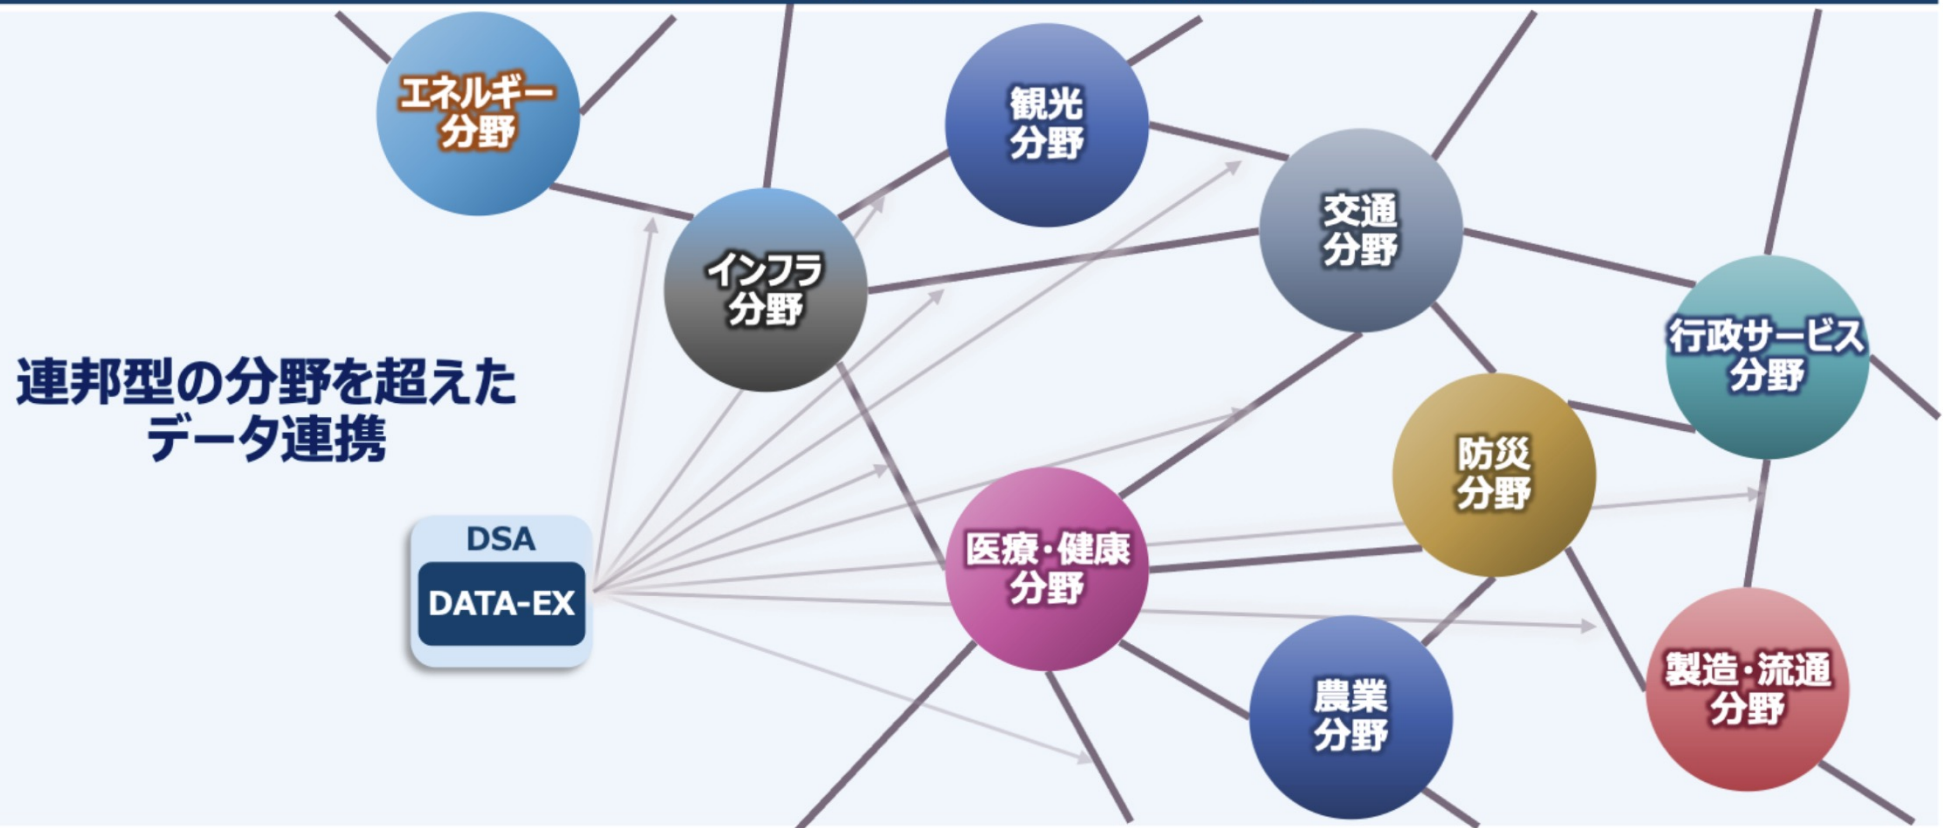 エネルギー
分野
観光
分野
交通
分野
インフラ
分野
行政サービス
分野
連邦型の分野を超えた
データ連携
防災
分野
DSA
DATA-EX
医療・健康
分野
農業
分野
製造・流通
分野